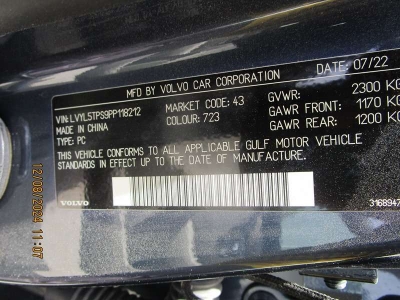 MFD BY VOLVO CAR CORPORATION DATE: 07/22
VIN: LVYL5TPS9PP118212 MARKET CODE: 43 GVWR: 2300 KG
MADE IN CHINA COLOUR: 723 GAWR FRONT: 1170 KG
TYPE: PC GAWR REAR: 1200 KG
THIS VEHICLE CONFORMS TO ALL APPLICABLE GULF MOTOR VEHICLE
STANDARDS IN EFFECT ON THE DATE OF MANUFACTURE.
VOLVO 3168947
12/08/2024 11:07